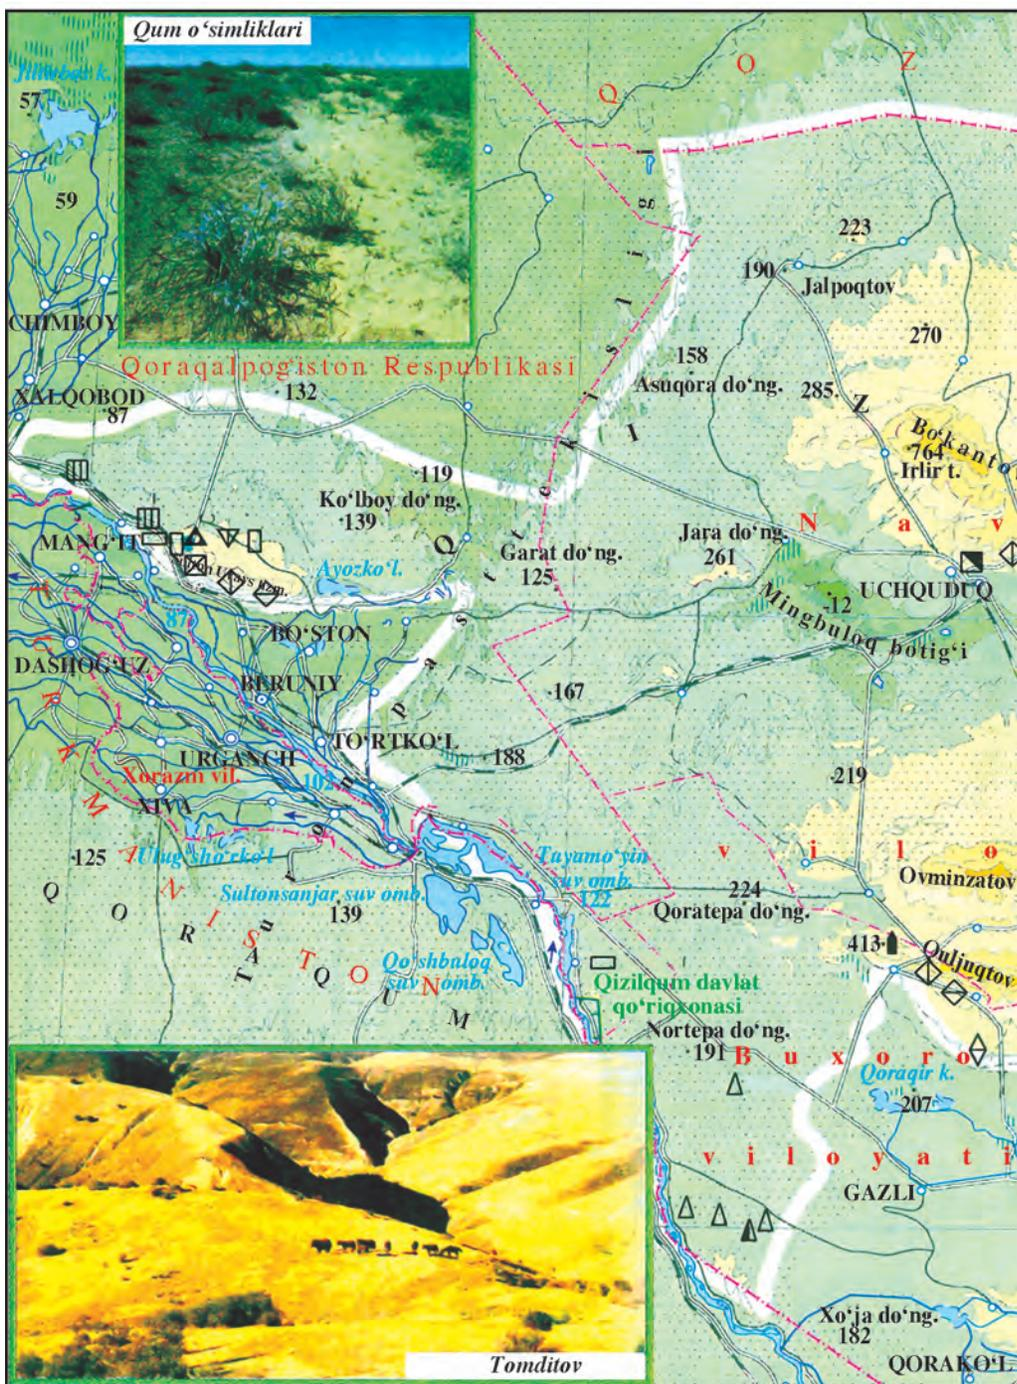 Qum o‘simliklari
Jiltirbas k.
57
59
CHIMBOY
XALQOBOD
87
Q O Z
223
190
Jalpoqtov
270
158
Asuqora do‘ng.
285
Z
Bo‘kantov
764
Irlir t.
Qoraqalpog‘iston Respublikasi
132
119
Ko‘lboy do‘ng.
139
Q
I
Garat do‘ng.
125
Jara do‘ng.
261
N a v
UCHQUDUQ
-12
Mingbuloq botig‘i
MANG‘IT
Ayozko‘l.
87
BO‘STON
DASHOG‘UZ
BERUNIY
167
TO‘RTKO‘L
188
URGANCH
Xorazm vil.
102
XIVA
219
T U R K M A N I S T O N
125
Ulug‘sho‘rko‘l
Sultonsanjar suv omb.
139
Tuyamo‘yin
suv omb.
122
v i l o
Ovminzatov
224
Qoratepa do‘ng.
413
Quljuqtov
Q O R A Q U M
T u r o n p a s t t e k i s l i g i
Qo‘shbuloq
suv omb.
Qizilqum davlat
qo‘riqxonasi
Nortepa do‘ng.
191
Buxoro
Qoraqir k.
207
viloyati
GAZLI
Xo‘ja do‘ng.
182
QORAKO‘L
Tomditov